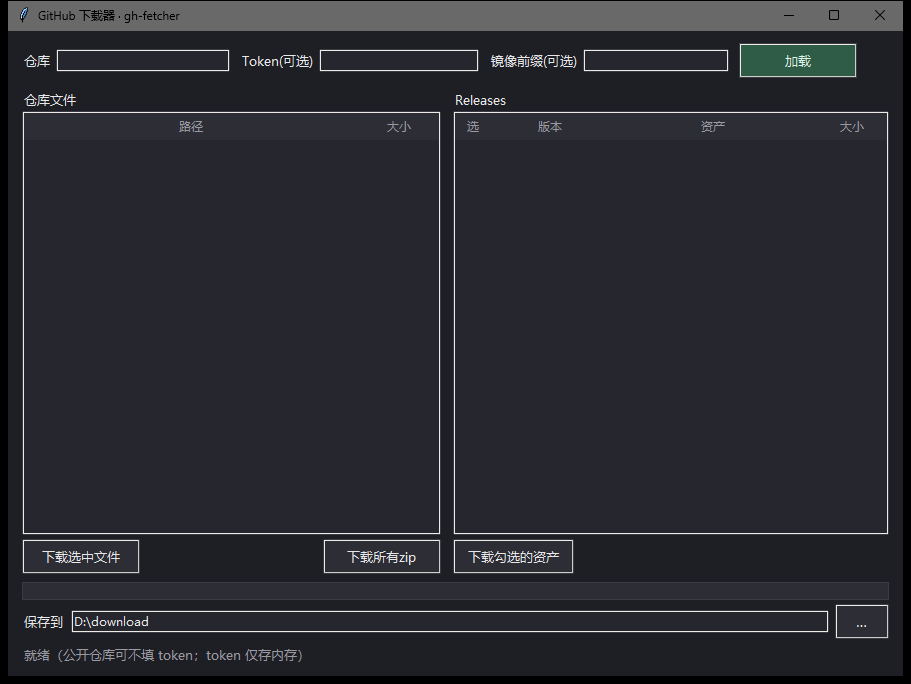 GitHub 下载器 · gh-fetcher
仓库 Token(可选) 镜像前缀(可选) 加载
仓库文件 Releases
路径 大小 选 版本 资产 大小
下载选中文件 下载所有zip 下载勾选的资产
保存到 D:\download ...
就绪（公开仓库可不填 token；token 仅存内存）